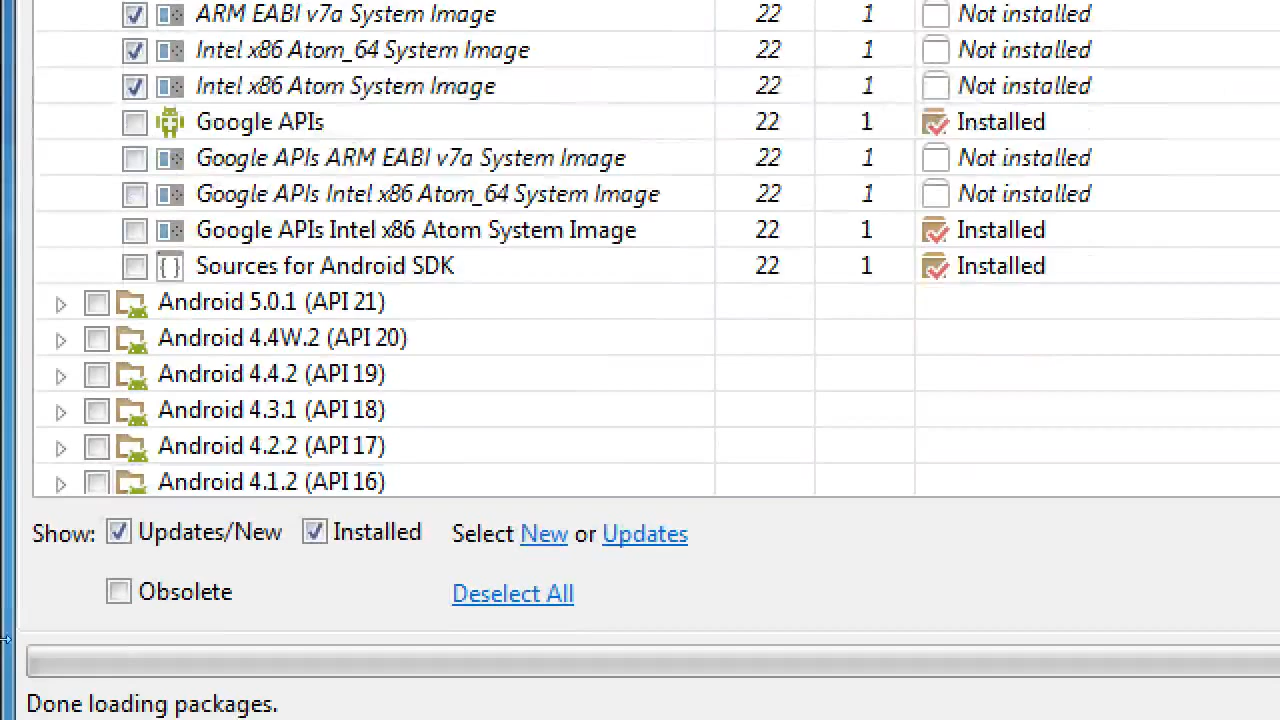 ARM EABI v7a System Image 22 1 Not installed
Intel x86 Atom_64 System Image 22 1 Not installed
Intel x86 Atom System Image 22 1 Not installed
Google APIs 22 1 Installed
Google APIs ARM EABI v7a System Image 22 1 Not installed
Google APIs Intel x86 Atom_64 System Image 22 1 Not installed
Google APIs Intel x86 Atom System Image 22 1 Installed
Sources for Android SDK 22 1 Installed
Android 5.0.1 (API 21)
Android 4.4W.2 (API 20)
Android 4.4.2 (API 19)
Android 4.3.1 (API 18)
Android 4.2.2 (API 17)
Android 4.1.2 (API 16)
Show: Updates/New Installed Select New or Updates
Obsolete Deselect All
Done loading packages.